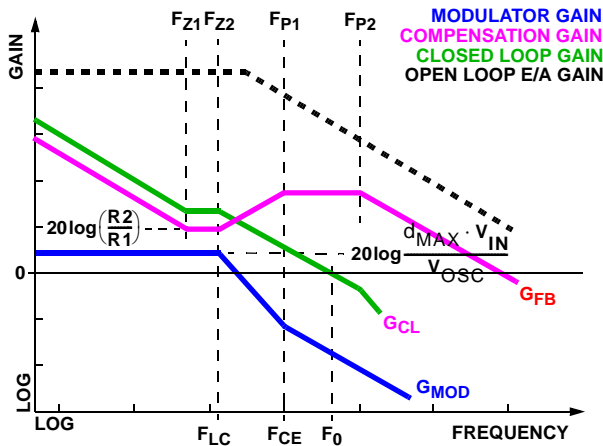 MODULATOR GAIN
COMPENSATION GAIN
CLOSED LOOP GAIN
OPEN LOOP E/A GAIN
FZ1 FZ2 FP1 FP2
GAIN
20log(R2/R1)
20log dMAX · VIN / VOSC
0
GFB
GCL
GMOD
LOG
LOG
FLC FCE F0 FREQUENCY